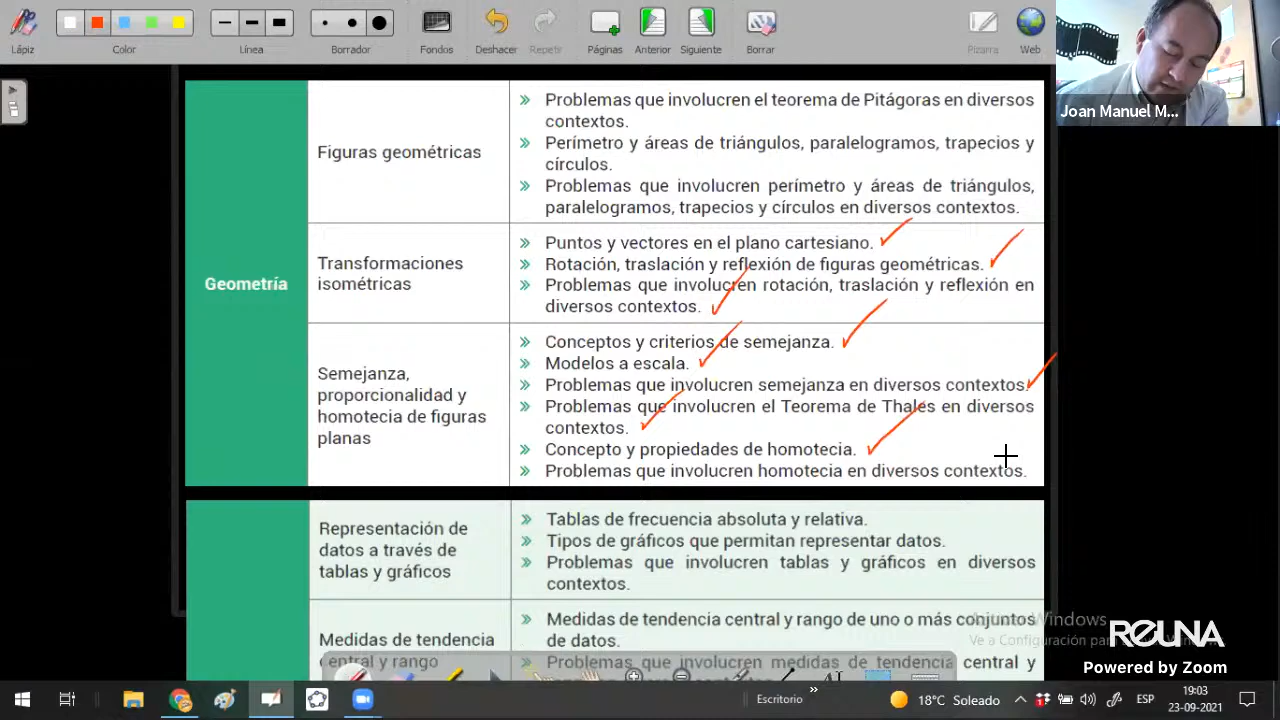 Lápiz
Color
Línea
Borrador
Fondos
Deshacer
Repetir
Páginas
Anterior
Siguiente
Borrar
Pizarra
Web
Joan Manuel M...
Geometría
Figuras geométricas
» Problemas que involucren el teorema de Pitágoras en diversos
contextos.
» Perímetro y áreas de triángulos, paralelogramos, trapecios y
círculos.
» Problemas que involucren perímetro y áreas de triángulos,
paralelogramos, trapecios y círculos en diversos contextos.
Transformaciones
isométricas
» Puntos y vectores en el plano cartesiano.
» Rotación, traslación y reflexión de figuras geométricas.
» Problemas que involucren rotación, traslación y reflexión en
diversos contextos.
Semejanza,
proporcionalidad y
homotecia de figuras
planas
» Conceptos y criterios de semejanza.
» Modelos a escala.
» Problemas que involucren semejanza en diversos contextos.
» Problemas que involucren el Teorema de Thales en diversos
contextos.
» Concepto y propiedades de homotecia.
» Problemas que involucren homotecia en diversos contextos.
Representación de
datos a través de
tablas y gráficos
» Tablas de frecuencia absoluta y relativa.
» Tipos de gráficos que permitan representar datos.
» Problemas que involucren tablas y gráficos en diversos
contextos.
Medidas de tendencia
central y rango
» Medidas de tendencia central y rango de uno o más conjuntos
de datos.
» Problemas que involucren medidas de tendencia central y
Activar Windows
Ve a Configuración para
REUNA
Powered by Zoom
Escritorio
»
18°C Soleado
ESP
19:03
23-09-2021